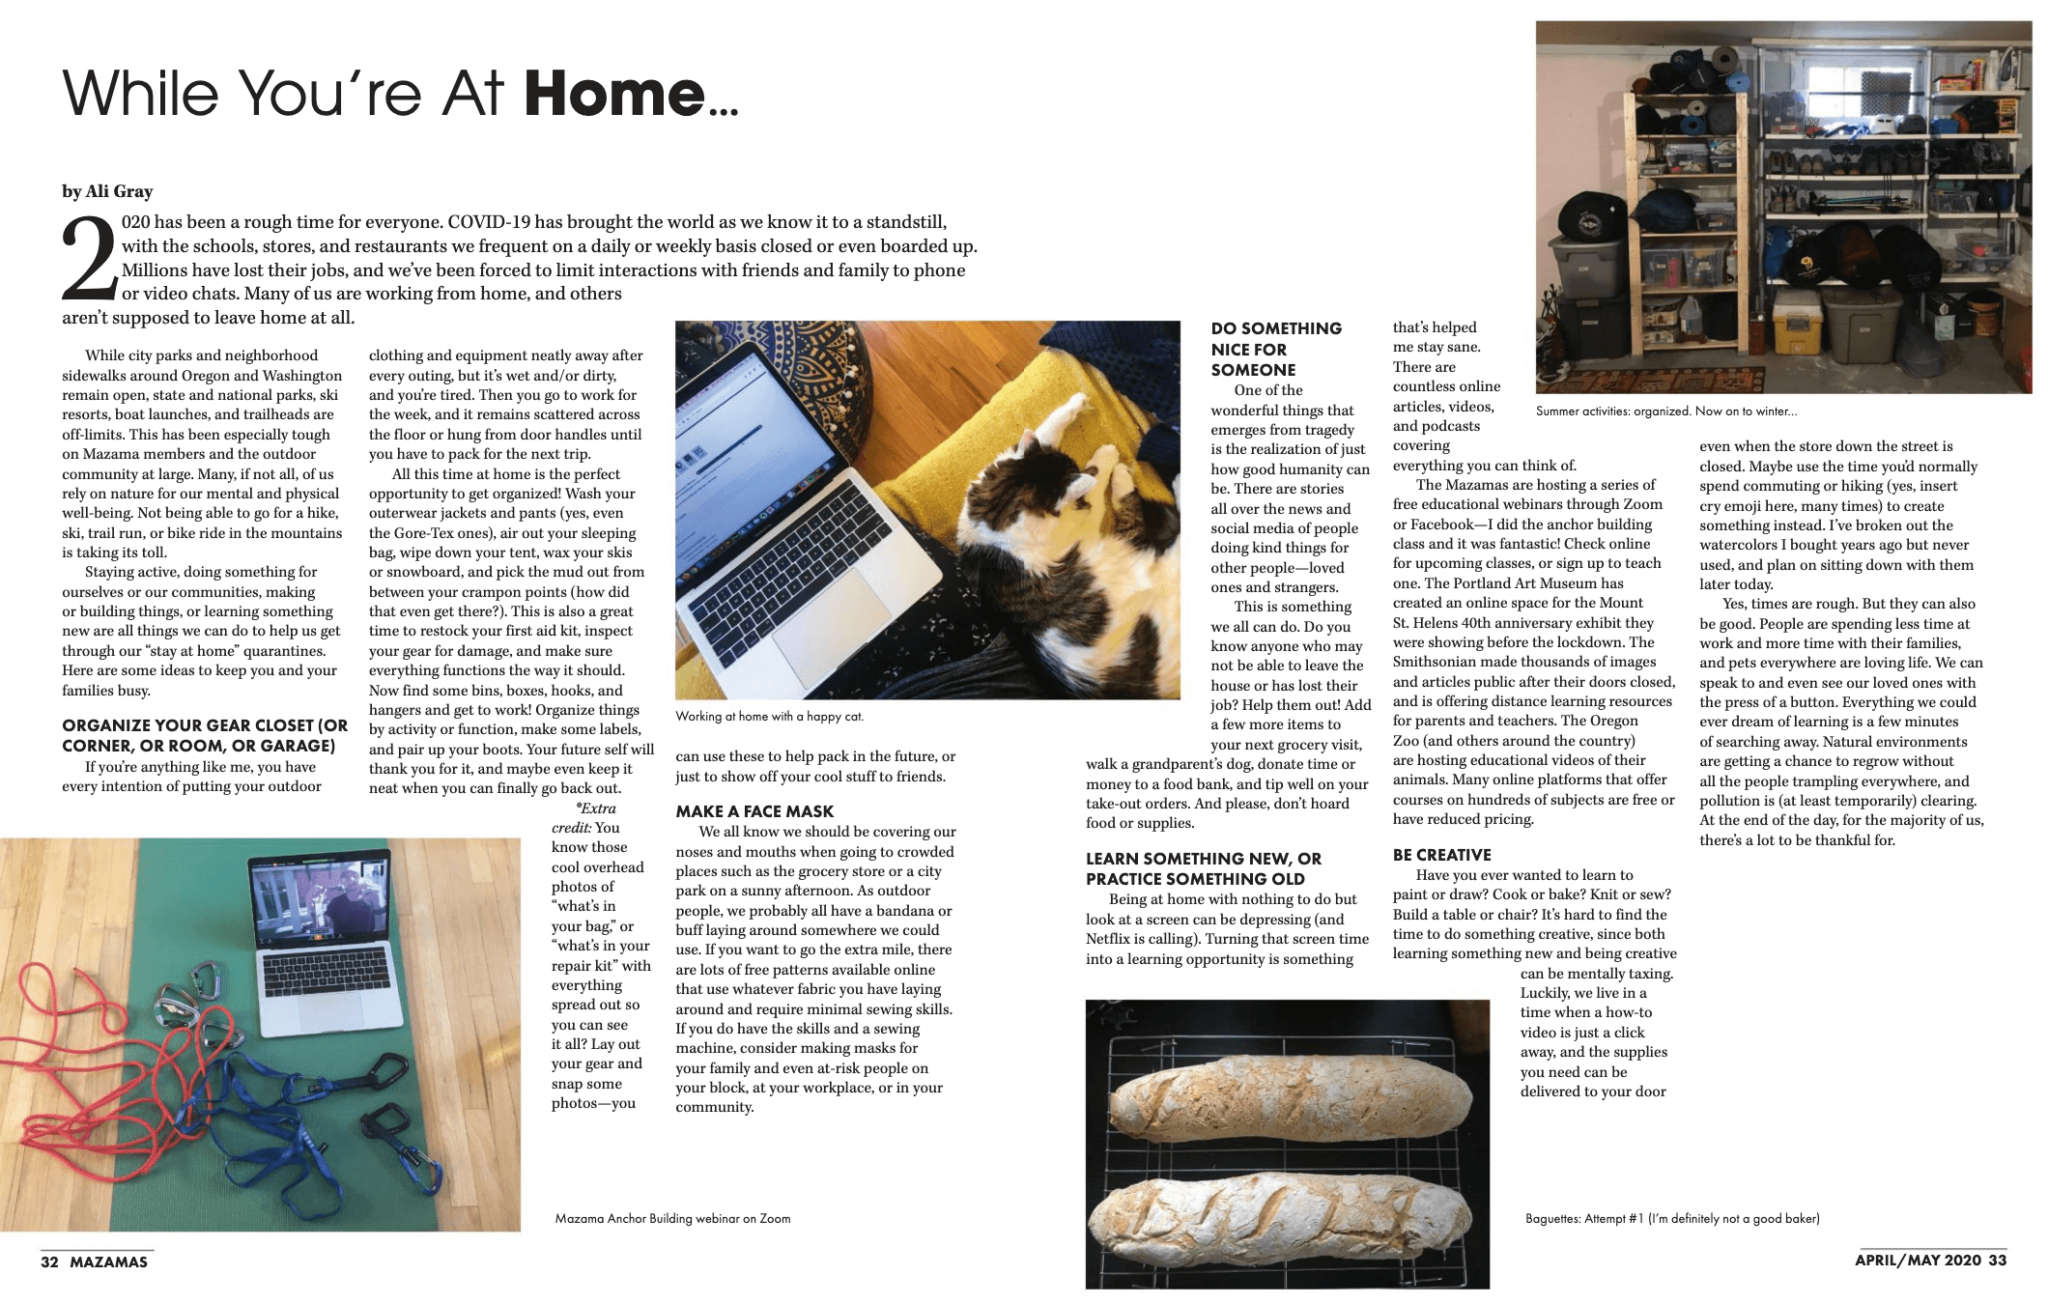 While You're At Home...
by Ali Gray
2020 has been a rough time for everyone. COVID-19 has brought the world as we know it to a standstill,
with the schools, stores, and restaurants we frequent on a daily or weekly basis closed or even boarded up.
Millions have lost their jobs, and we've been forced to limit interactions with friends and family to phone
or video chats. Many of us are working from home, and others
aren't supposed to leave home at all.
While city parks and neighborhood
sidewalks around Oregon and Washington
remain open, state and national parks, ski
resorts, boat launches, and trailheads are
off-limits. This has been especially tough
on Mazama members and the outdoor
community at large. Many, if not all, of us
rely on nature for our mental and physical
well-being. Not being able to go for a hike,
ski, trail run, or bike ride in the mountains
is taking its toll.
Staying active, doing something for
ourselves or our communities, making
or building things, or learning something
new are all things we can do to help us get
through our "stay at home" quarantines.
Here are some ideas to keep you and your
families busy.
ORGANIZE YOUR GEAR CLOSET (OR
CORNER, OR ROOM, OR GARAGE)
If you're anything like me, you have
every intention of putting your outdoor
clothing and equipment neatly away after
every outing, but it's wet and/or dirty,
and you're tired. Then you go to work for
the week, and it remains scattered across
the floor or hung from door handles until
you have to pack for the next trip.
All this time at home is the perfect
opportunity to get organized! Wash your
outerwear jackets and pants (yes, even
the Gore-Tex ones), air out your sleeping
bag, wipe down your tent, wax your skis
or snowboard, and pick the mud out from
between your crampon points (how did
that even get there?). This is also a great
time to restock your first aid kit, inspect
your gear for damage, and make sure
everything functions the way it should.
Now find some bins, boxes, hooks, and
hangers and get to work! Organize things
by activity or function, make some labels,
and pair up your boots. Your future self will
thank you for it, and maybe even keep it
neat when you can finally go back out.
*Extra
credit: You
know those
cool overhead
photos of
"what's in
your bag," or
"what's in your
repair kit" with
everything
spread out so
you can see
it all? Lay out
your gear and
snap some
photos—you
Mazama Anchor Building webinar on Zoom
Working at home with a happy cat.
can use these to help pack in the future, or
just to show off your cool stuff to friends.
MAKE A FACE MASK
We all know we should be covering our
noses and mouths when going to crowded
places such as the grocery store or a city
park on a sunny afternoon. As outdoor
people, we probably all have a bandana or
buff laying around somewhere we could
use. If you want to go the extra mile, there
are lots of free patterns available online
that use whatever fabric you have laying
around and require minimal sewing skills.
If you do have the skills and a sewing
machine, consider making masks for
your family and even at-risk people on
your block, at your workplace, or in your
community.
DO SOMETHING
NICE FOR
SOMEONE
One of the
wonderful things that
emerges from tragedy
is the realization of just
how good humanity can
be. There are stories
all over the news and
social media of people
doing kind things for
other people—loved
ones and strangers.
This is something
we all can do. Do you
know anyone who may
not be able to leave the
house or has lost their
job? Help them out! Add
a few more items to
your next grocery visit,
walk a grandparent's dog, donate time or
money to a food bank, and tip well on your
take-out orders. And please, don't hoard
food or supplies.
LEARN SOMETHING NEW, OR
PRACTICE SOMETHING OLD
Being at home with nothing to do but
look at a screen can be depressing (and
Netflix is calling). Turning that screen time
into a learning opportunity is something
that's helped
me stay sane.
There are
countless online
articles, videos,
and podcasts
covering
everything you can think of.
The Mazamas are hosting a series of
free educational webinars through Zoom
or Facebook—I did the anchor building
class and it was fantastic! Check online
for upcoming classes, or sign up to teach
one. The Portland Art Museum has
created an online space for the Mount
St. Helens 40th anniversary exhibit they
were showing before the lockdown. The
Smithsonian made thousands of images
and articles public after their doors closed,
and is offering distance learning resources
for parents and teachers. The Oregon
Zoo (and others around the country)
are hosting educational videos of their
animals. Many online platforms that offer
courses on hundreds of subjects are free or
have reduced pricing.
BE CREATIVE
Have you ever wanted to learn to
paint or draw? Cook or bake? Knit or sew?
Build a table or chair? It's hard to find the
time to do something creative, since both
learning something new and being creative
can be mentally taxing.
Luckily, we live in a
time when a how-to
video is just a click
away, and the supplies
you need can be
delivered to your door
Summer activities: organized. Now on to winter...
even when the store down the street is
closed. Maybe use the time you'd normally
spend commuting or hiking (yes, insert
cry emoji here, many times) to create
something instead. I've broken out the
watercolors I bought years ago but never
used, and plan on sitting down with them
later today.
Yes, times are rough. But they can also
be good. People are spending less time at
work and more time with their families,
and pets everywhere are loving life. We can
speak to and even see our loved ones with
the press of a button. Everything we could
ever dream of learning is a few minutes
of searching away. Natural environments
are getting a chance to regrow without
all the people trampling everywhere, and
pollution is (at least temporarily) clearing.
At the end of the day, for the majority of us,
there's a lot to be thankful for.
Baguettes: Attempt #1 (I'm definitely not a good baker)
32 MAZAMAS
APRIL/MAY 2020 33